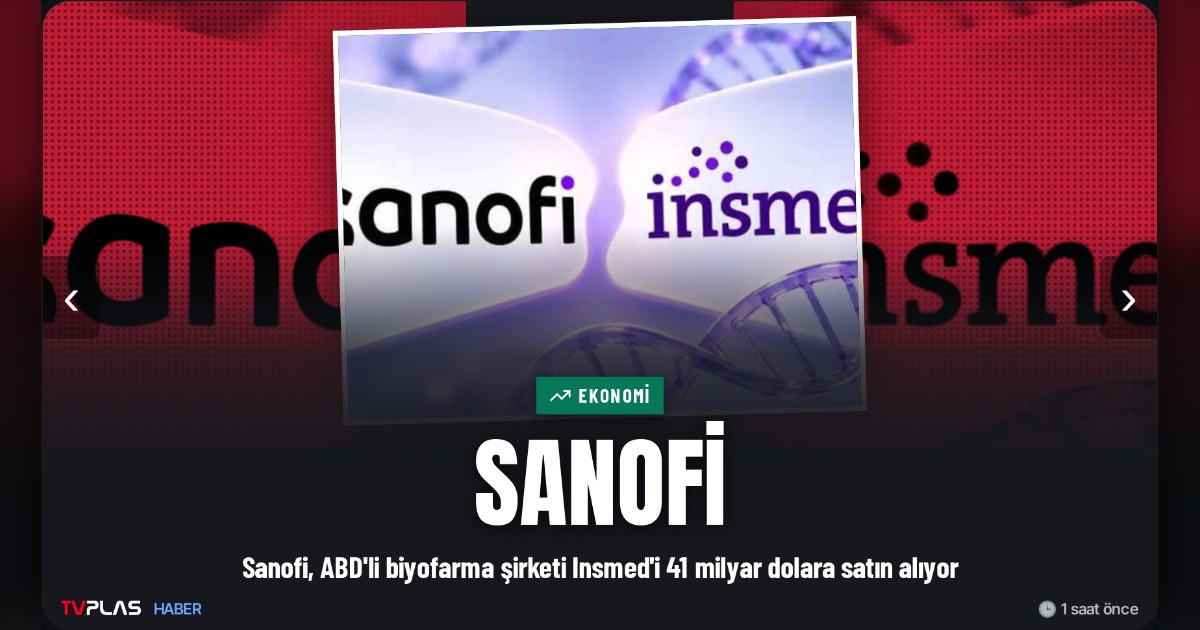 sanofi
insme
EKONOMİ
SANOFİ
Sanofi, ABD'li biyofarma şirketi Insmed'i 41 milyar dolara satın alıyor
TVPLAS HABER
1 saat önce